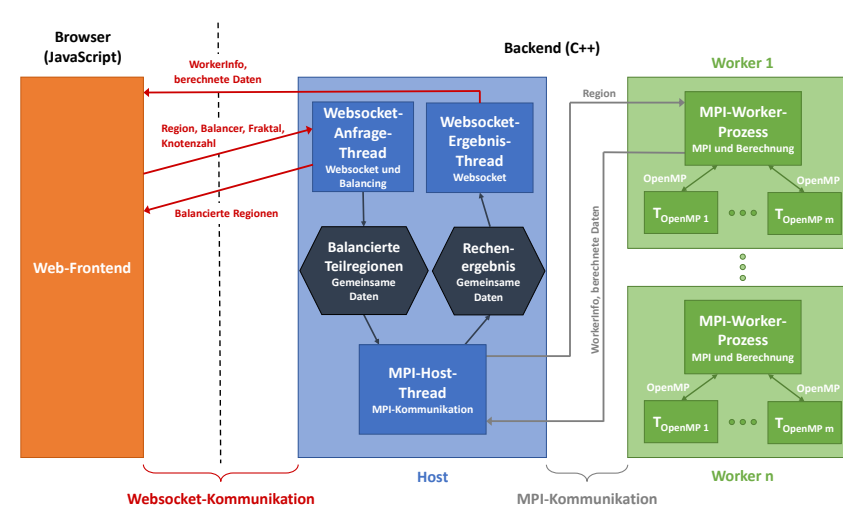 Browser
(JavaScript)
Backend (C++)
WorkerInfo,
berechnete Daten
Region, Balancer, Fraktal,
Knotenzahl
Balancierte Regionen
Web-Frontend
Websocket-
Anfrage-
Thread
Websocket und
Balancing
Websocket-
Ergebnis-
Thread
Websocket
Balancierte
Teilregionen
Gemeinsame
Daten
Rechen-
ergebnis
Gemeinsame
Daten
MPI-Host-
Thread
MPI-Kommunikation
Region
WorkerInfo, berechnete Daten
Worker 1
MPI-Worker-
Prozess
MPI und Berechnung
OpenMP
OpenMP
TOpenMP 1
TOpenMP m
MPI-Worker-
Prozess
MPI und Berechnung
OpenMP
OpenMP
TOpenMP 1
TOpenMP m
Worker n
Host
Websocket-Kommunikation
MPI-Kommunikation